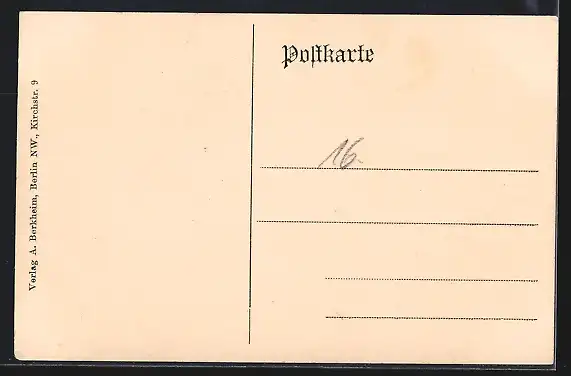 Postkarte
16.-
Verlag A. Berkheim, Berlin NW., Kirchstr. 9